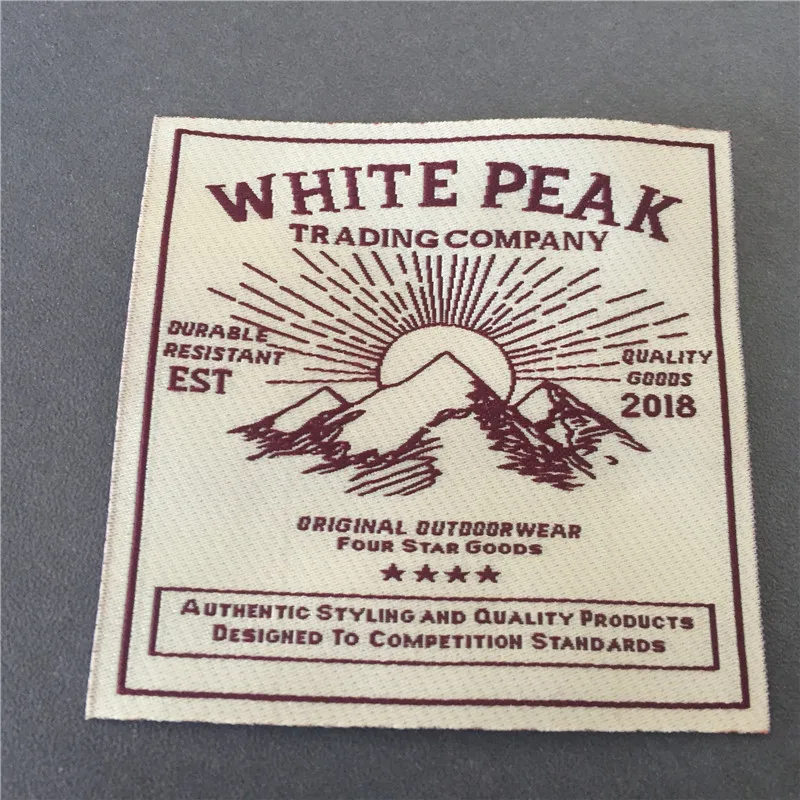 WHITE PEAK
TRADING COMPANY
DURABLE
RESISTANT
EST
QUALITY
GOODS
2018
ORIGINAL OUTDOORWEAR
FOUR STAR GOODS
★★★★
AUTHENTIC STYLING AND QUALITY PRODUCTS
DESIGNED TO COMPETITION STANDARDS